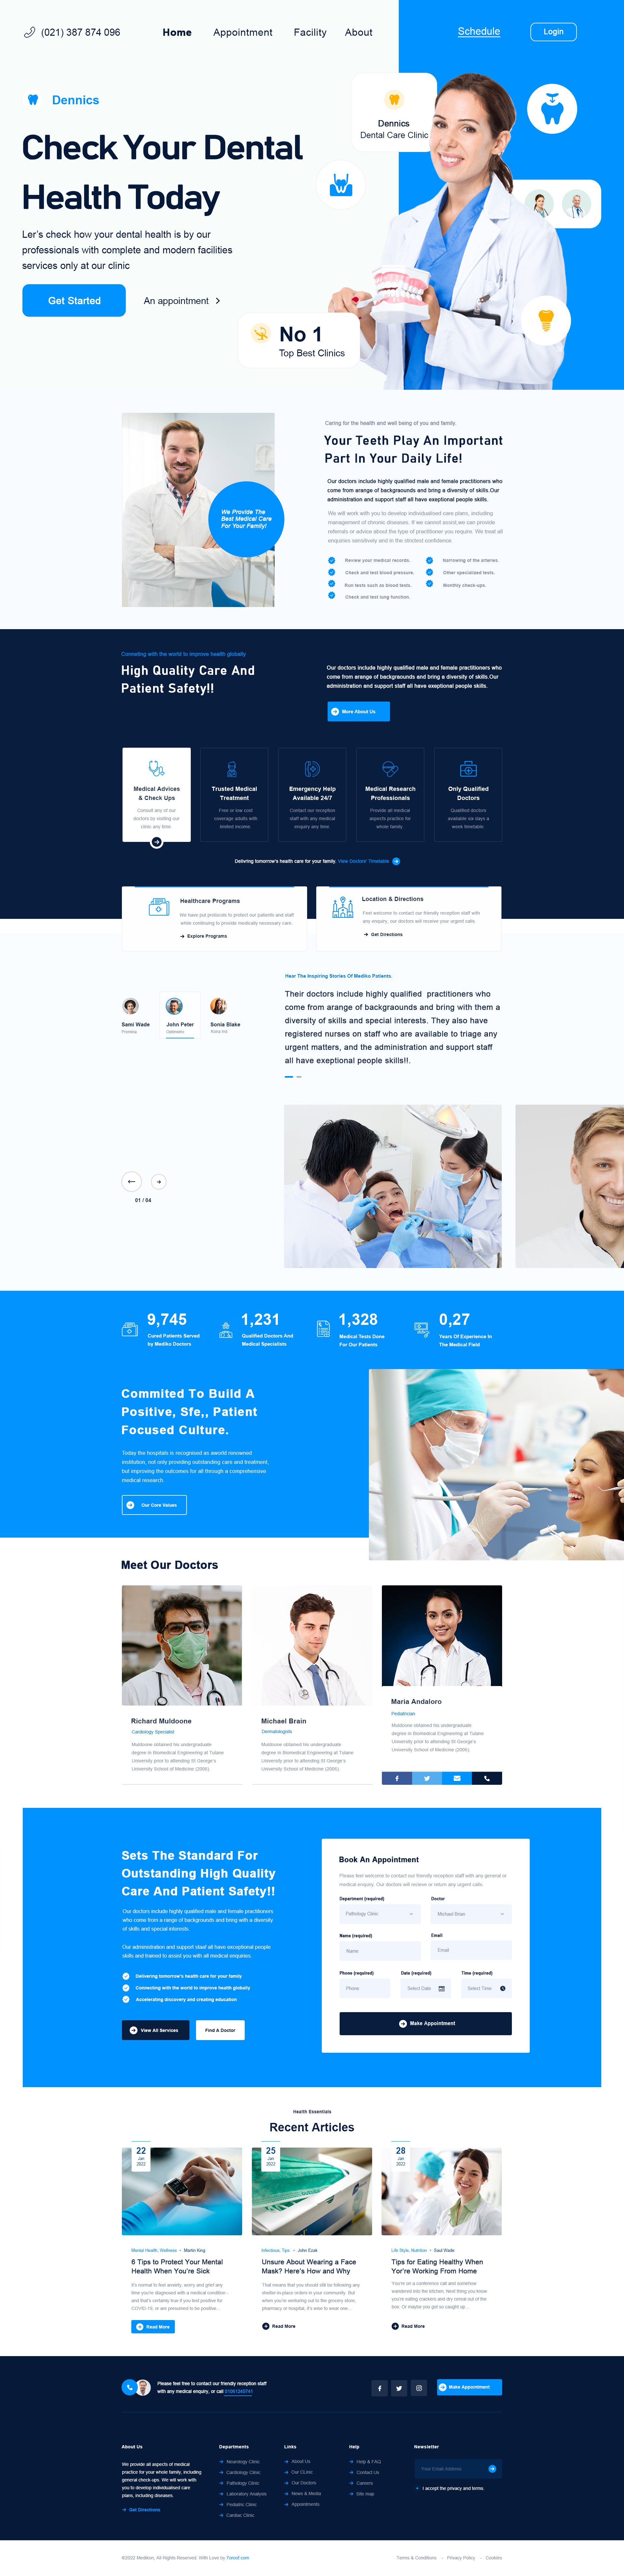 (021) 387 874 096
Home
Appointment
Facility
About
Schedule
Login
Dennics
Check Your Dental
Health Today
Ler's check how your dental health is by our
professionals with complete and modern facilities
services only at our clinic
Get Started
An appointment
Dennics
Dental Care Clinic
No 1
Top Best Clinics
We Provide The
Best Medical Care
For Your Family!
Caring for the health and well being of you and family.
Your Teeth Play An Important
Part In Your Daily Life!
Our doctors include highly qualified male and female practitioners who
come from arange of backgraounds and bring a diversity of skills.Our
administration and support staff all have exeptional people skills.
We will work with you to develop individualised care plans, including
management of chronic diseases. If we cannot assist,we can provide
referrals or advice about the type of practitioner you require. We treat all
enquiries sensitively and in the strictest confidence.
Review your medical records.
Narrowing of the arteries.
Check and test blood pressure.
Other specialised tests.
Run tests such as blood tests.
Monthly check-ups.
Check and test lung function.
Conneting with the world to improve health globally
High Quality Care And
Patient Safety!!
Our doctors include highly qualified male and female practitioners who
come from arange of backgraounds and bring a diversity of skills.Our
administration and support staff all have exeptional people skills.
More About Us
Medical Advices
& Check Ups
Consult any of our
doctors by visiting our
clinic any time.
Trusted Medical
Treatment
Free or low cost
coverage adults with
limited income.
Emergency Help
Available 24/7
Contact our reception
staff with any medical
enquiry any time.
Medical Research
Professionals
Provide all medical
aspects practice for
whole family.
Only Qualified
Doctors
Qualified doctors
available six days a
week timetable.
Deliving tomorrow's health care for your family. View Doctors' Timetable
Healthcare Programs
We have put protocols to protect our patients and staff
while continuing to provide medically necessary care.
Explore Programs
Location & Directions
Feel welcome to contact our friendly reception staff with
any enquiry, our doctors will receive your urgent calls.
Get Directions
Hear The Inspiring Stories Of Mediko Patients.
Sami Wade
John Peter
Sonia Blake
Their doctors include highly qualified practitioners who
come from arange of backgraounds and bring with them a
diversity of skills and special interests. They also have
registered nurses on staff who are available to triage any
urgent matters, and the administration and support staff
all have exeptional people skills!!.
01 / 04
9,745
Cured Patients Served
by Mediko Doctors
1,231
Qualified Doctors And
Medical Specialists
1,328
Medical Tests Done
For Our Patients
0,27
Years Of Experience In
The Medical Field
Commited To Build A
Positive, Sfe,, Patient
Focused Culture.
Today the hospitals is recognised as aworld renowned
institution, not only providing outstanding care and treatment,
but improving the outcomes for all through a comprehensive
medical research.
Our Core Values
Meet Our Doctors
Richard Muldoone
Cardiology Specialist
Muldoone obtained his undergraduate
degree in Biomedical Engineering at Tulane
University prior to attending St George's
University School of Medicine (2006)
Michael Brain
Dermatologists
Muldoone obtained his undergraduate
degree in Biomedical Engineering at Tulane
University prior to attending St George's
University School of Medicine (2006)
Maria Andaloro
Pediatrician
Muldoone obtained his undergraduate
degree in Biomedical Engineering at Tulane
University prior to attending St George's
University School of Medicine (2006)
Sets The Standard For
Outstanding High Quality
Care And Patient Safety!!
Our doctors include highly qualified male and female practitioners
who come from a range of backgrounds and bring with a diversity
of skills and special interests.
Our administration and support staef all have exceptional people
skills and trained to assist you with all medical enquiries.
Delivering tomorrow's health care for your family
Connesting with the world to improve health globally
Accelerating discovery and creating education
View All Services
Find A Doctor
Book An Appointment
Please feel welcome to contact our friendly reception staff with any general or
medical enquiry. Our doctors will receive or return any urgent calls.
Department (required)
Doctor
Pathology Clinic
Michael Brian
Name (required)
Email
Name
Email
Phone (required)
Date (required)
Time (required)
Phone
Select Date
Select Time
Make Appointment
Health Essentials
Recent Articles
22
Jan
2022
25
Jan
2022
28
Jan
2022
Mental Health, Wellness
Martin King
6 Tips to Protect Your Mental
Health When You're Sick
It's normal to feel anxiety, worry and grief any
time you're diagnosed with a medical condition -
and that's certainly true if you test positive for
COVID-19, or are presumed to be positive...
Read More
Infectious, Tips
John Ezak
Unsure About Wearing a Face
Mask? Here's How and Why
That means that you should still be following any
shelter-in-place orders in your community. But
when you're venturing out to the grocery store,
pharmacy or hospital, it's wise to wear one...
Read More
Life Style, Nutrition
Saul Wade
Tips for Eating Healthy When
Yor're Working From Home
You're on a conference call and somehow
wandered into the kitchen. Next thing you know
you're eating crackers and dry cereal out of the
box. Or maybe you got so caught up...
Read More
Please feel free to contact our friendly reception staff
with any medical enquiry, or call 01061245741
Make Appointment
About Us
We provide all aspects of medical
practice for your whole family, including
general check-ups. We will work with
you to develop individualised care
plans, including diseases.
Get Directions
Departments
Neurology Clinic
Cardiology Clinic
Pathology Clinic
Laboratory Analysis
Pediatric Clinic
Cardiac Clinic
Links
About Us
Our CLinic
Our Doctors
News & Media
Appointments
Help
Help & FAQ
Contact Us
Careers
Site map
Newsletter
Your Email Address
I accept the privacy and terms.
©2022 Medikon, All Rights Reserved. With Love by
Terms & Conditions
Privacy Policy
Cookies